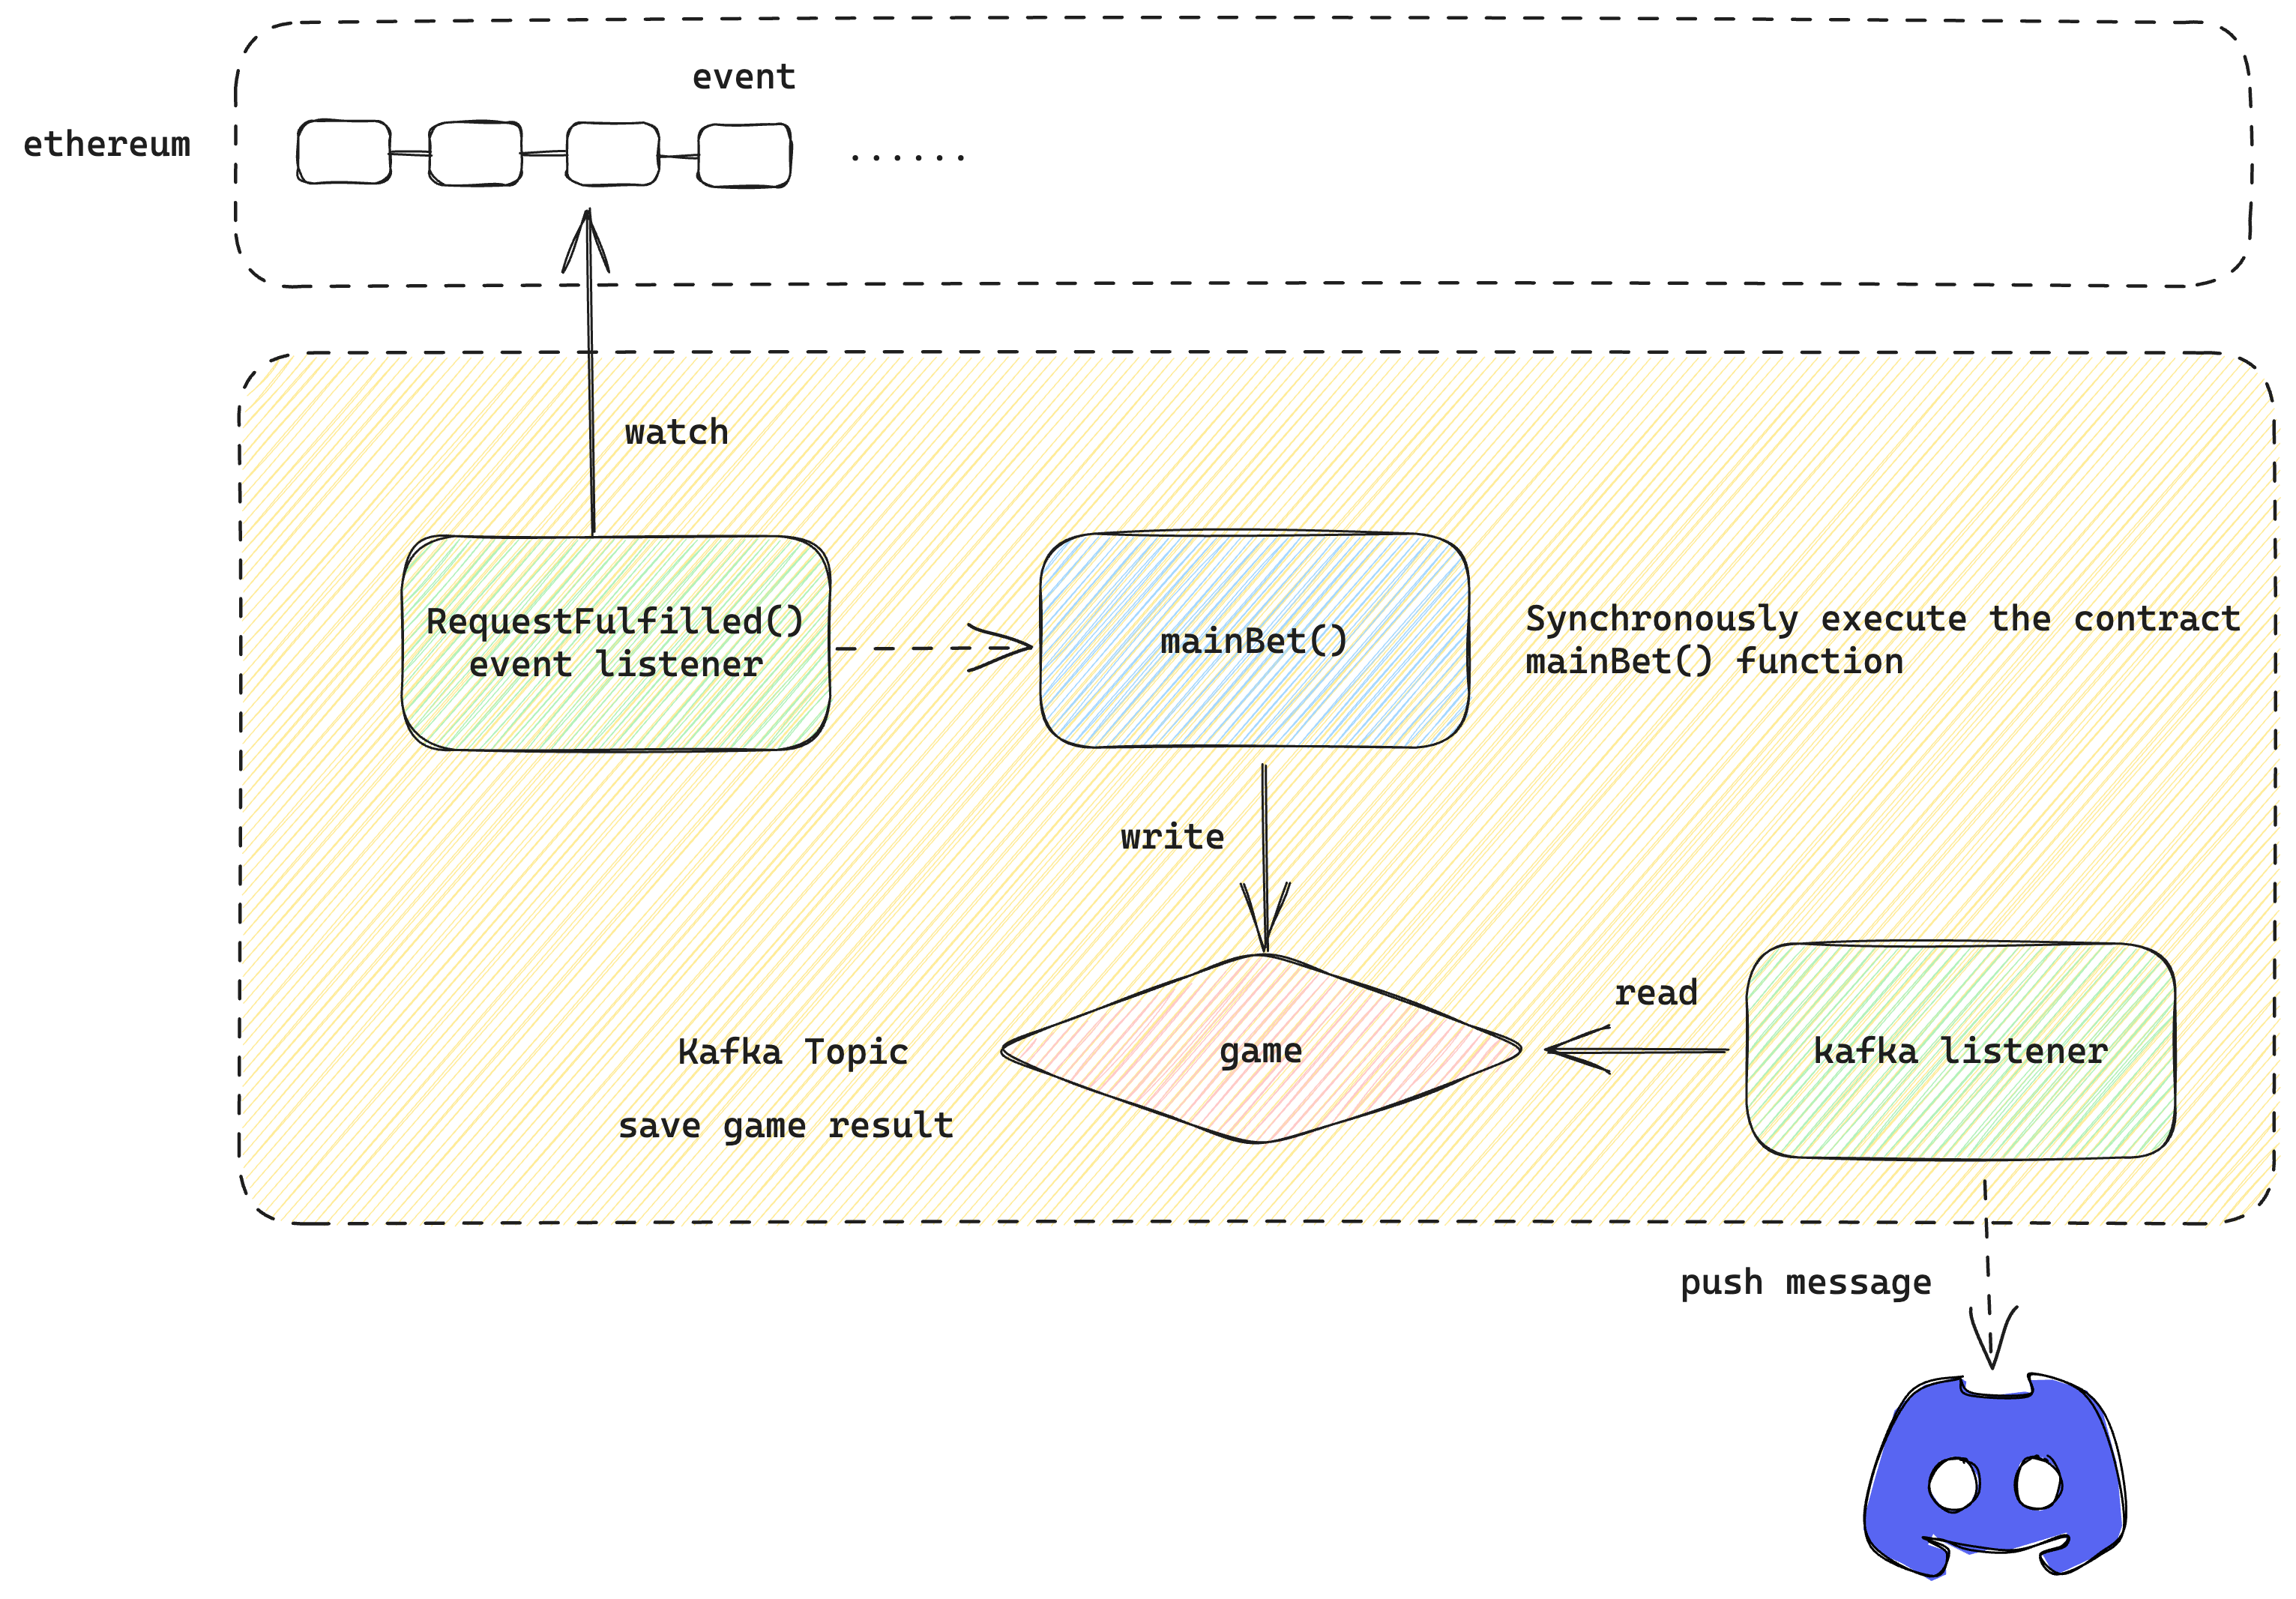 event
ethereum
......
watch
RequestFulfilled()
event listener
mainBet()
Synchronously execute the contract
mainBet() function
write
read
Kafka Topic
game
kafka listener
save game result
push message